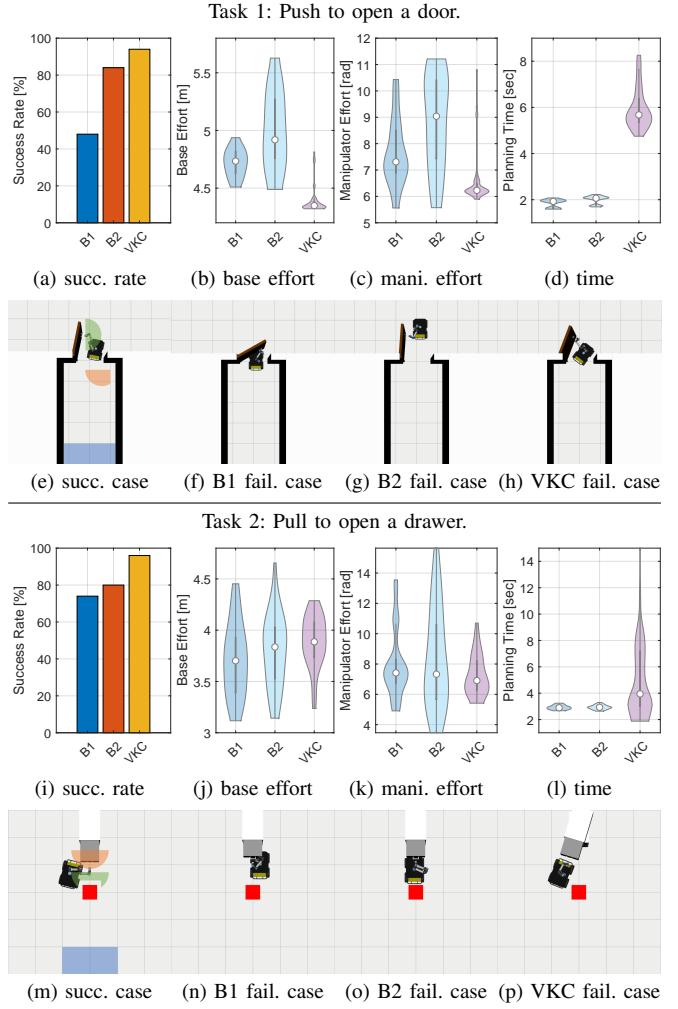 Task 1: Push to open a door.
100
80
60
40
20
0
Success Rate [%]
B1
B2
VKC
5.5
5
4.5
Base Effort [m]
B1
B2
VKC
12
11
10
9
8
7
6
5
Manipulator Effort [rad]
B1
B2
VKC
8
6
4
2
Planning Time [sec]
B1
B2
VKC
(a) succ. rate
(b) base effort
(c) mani. effort
(d) time
(e) succ. case
(f) B1 fail. case
(g) B2 fail. case
(h) VKC fail. case
Task 2: Pull to open a drawer.
100
80
60
40
20
0
Success Rate [%]
B1
B2
VKC
4.5
4
3.5
3
Base Effort [m]
B1
B2
VKC
14
12
10
8
6
4
Manipulator Effort [rad]
B1
B2
VKC
14
12
10
8
6
4
2
Planning Time [sec]
B1
B2
VKC
(i) succ. rate
(j) base effort
(k) mani. effort
(l) time
(m) succ. case
(n) B1 fail. case
(o) B2 fail. case
(p) VKC fail. case